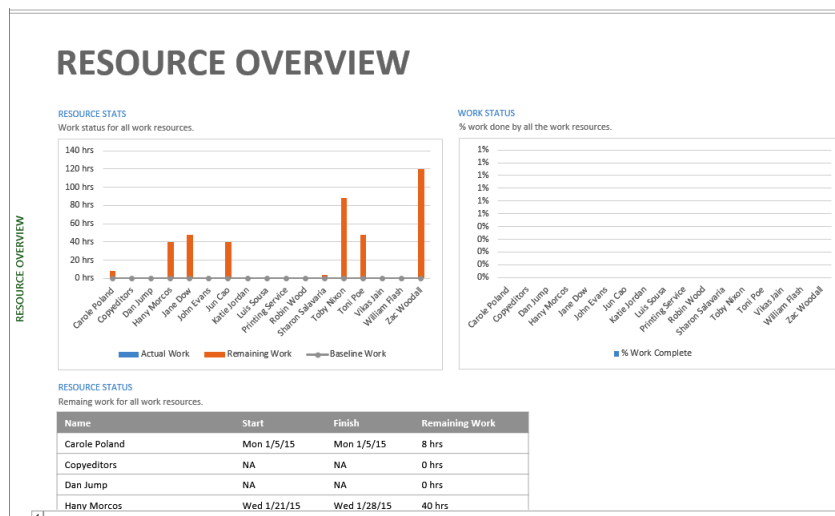 RESOURCE OVERVIEW
RESOURCE OVERVIEW
RESOURCE STATS
Work status for all work resources.
140 hrs
120 hrs
100 hrs
80 hrs
60 hrs
40 hrs
20 hrs
0 hrs
Carole Poland
Copyeditors
Dan Jump
Hany Morcos
Jane Dow
John Evans
Jun Cao
Katie Jordan
Luis Sousa
Printing Service
Robin Wood
Sharon Salavaria
Toby Nixon
Toni Poe
Vikas Jain
William Flash
Zac Woodall
Actual Work Remaining Work Baseline Work
WORK STATUS
% work done by all the work resources.
1%
1%
1%
1%
1%
1%
0%
0%
0%
0%
0%
Carole Poland
Copyeditors
Dan Jump
Hany Morcos
Jane Dow
John Evans
Jun Cao
Katie Jordan
Luis Sousa
Printing Service
Robin Wood
Sharon Salavaria
Toby Nixon
Toni Poe
Vikas Jain
William Flash
Zac Woodall
% Work Complete
RESOURCE STATUS
Remaing work for all work resources.
Name Start Finish Remaining Work
Carole Poland Mon 1/5/15 Mon 1/5/15 8 hrs
Copyeditors NA NA 0 hrs
Dan Jump NA NA 0 hrs
Hany Morcos Wed 1/21/15 Wed 1/28/15 40 hrs